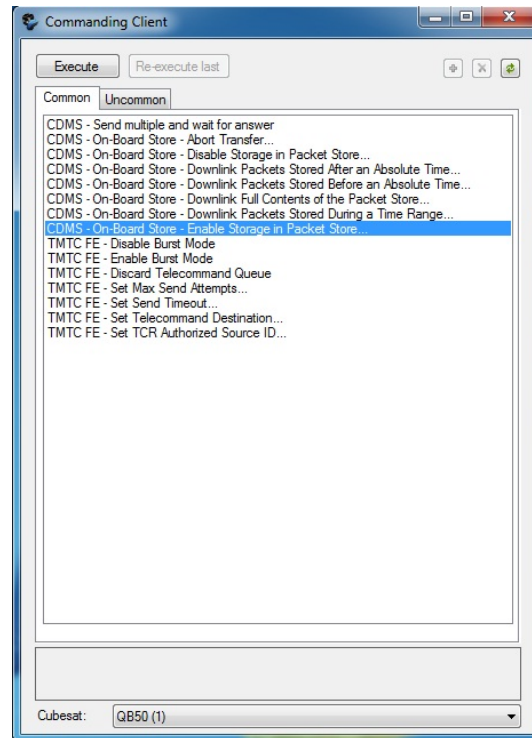 Commanding Client
Execute
Re-execute last
Common
Uncommon
CDMS - Send multiple and wait for answer
CDMS - On-Board Store - Abort Transfer...
CDMS - On-Board Store - Disable Storage in Packet Store...
CDMS - On-Board Store - Downlink Packets Stored After an Absolute Time...
CDMS - On-Board Store - Downlink Packets Stored Before an Absolute Time...
CDMS - On-Board Store - Downlink Full Contents of the Packet Store...
CDMS - On-Board Store - Downlink Packets Stored During a Time Range...
CDMS - On-Board Store - Enable Storage in Packet Store...
TMTC FE - Disable Burst Mode
TMTC FE - Enable Burst Mode
TMTC FE - Discard Telecommand Queue
TMTC FE - Set Max Send Attempts...
TMTC FE - Set Send Timeout...
TMTC FE - Set Telecommand Destination...
TMTC FE - Set TCR Authorized Source ID...
Cubesat:
QB50 (1)